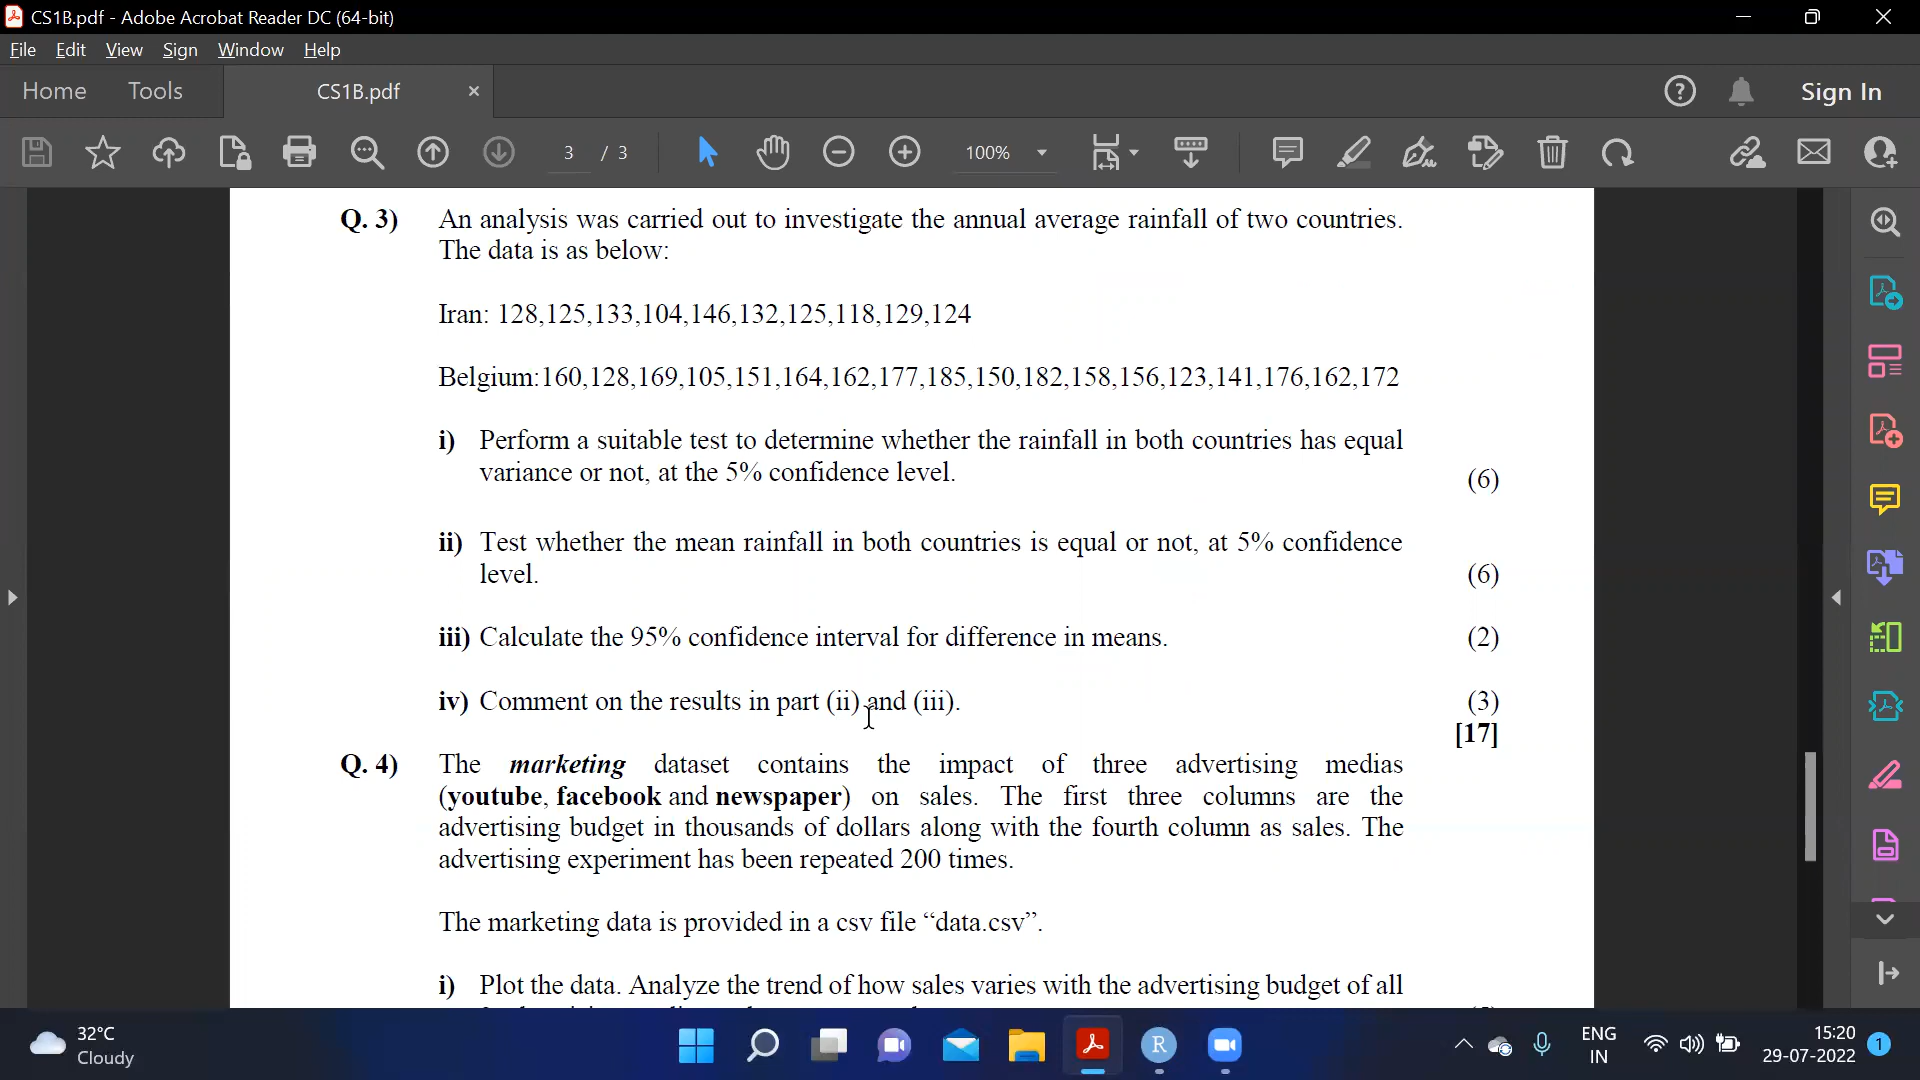 CS1B.pdf - Adobe Acrobat Reader DC (64-bit)
File Edit View Sign Window Help
Home Tools CS1B.pdf × Sign In
3 / 3 100%
Q. 3) An analysis was carried out to investigate the annual average rainfall of two countries.
The data is as below:
Iran: 128,125,133,104,146,132,125,118,129,124
Belgium:160,128,169,105,151,164,162,177,185,150,182,158,156,123,141,176,162,172
i) Perform a suitable test to determine whether the rainfall in both countries has equal
variance or not, at the 5% confidence level.
(6)
ii) Test whether the mean rainfall in both countries is equal or not, at 5% confidence
level.
(6)
iii) Calculate the 95% confidence interval for difference in means. (2)
iv) Comment on the results in part (ii) and (iii). (3)
[17]
Q. 4) The marketing dataset contains the impact of three advertising medias
(youtube, facebook and newspaper) on sales. The first three columns are the
advertising budget in thousands of dollars along with the fourth column as sales. The
advertising experiment has been repeated 200 times.
The marketing data is provided in a csv file “data.csv”.
i) Plot the data. Analyze the trend of how sales varies with the advertising budget of all
32°C
Cloudy
R
ENG
IN
15:20
29-07-2022
1